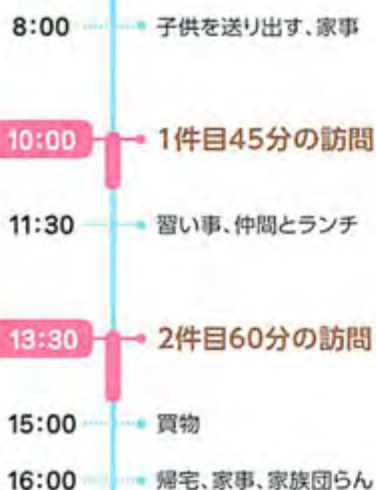 8:00 子供を送り出す、家事
10:00 1件目45分の訪問
11:30 習い事、仲間とランチ
13:30 2件目60分の訪問
15:00 買物
16:00 帰宅、家事、家族団らん